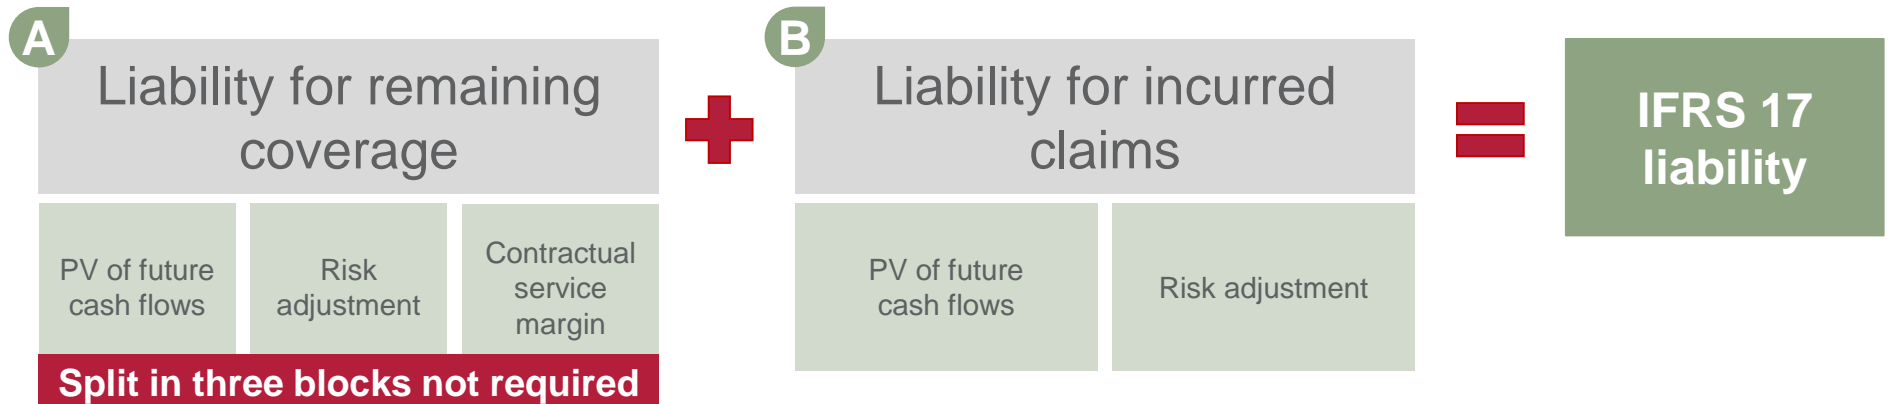 A
Liability for remaining
coverage
PV of future
cash flows
Risk
adjustment
Contractual
service
margin
Split in three blocks not required
B
Liability for incurred
claims
PV of future
cash flows
Risk adjustment
IFRS 17
liability